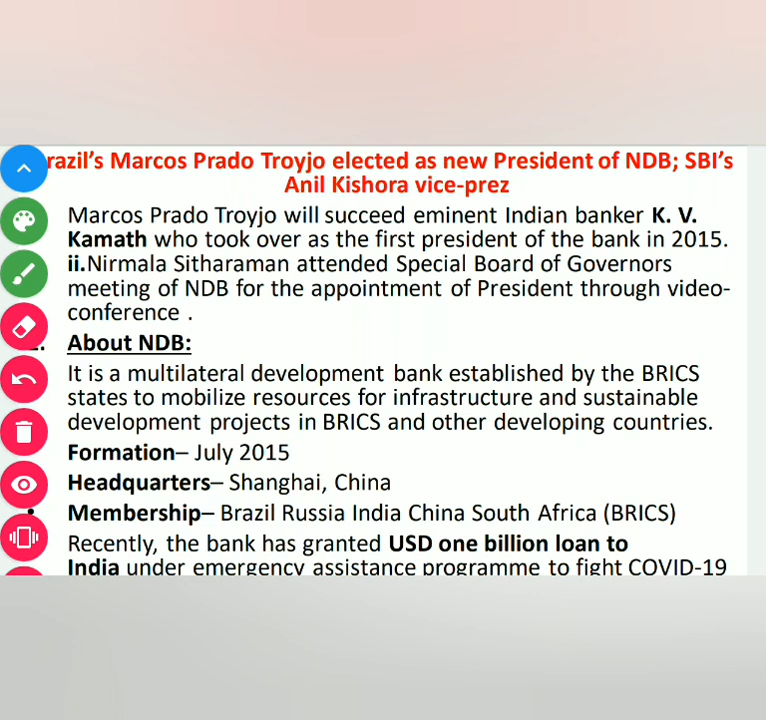 razil's Marcos Prado Troyjo elected as new President of NDB; SBI's
Anil Kishora vice-prez
Marcos Prado Troyjo will succeed eminent Indian banker K. V.
Kamath who took over as the first president of the bank in 2015.
ii.Nirmala Sitharaman attended Special Board of Governors
meeting of NDB for the appointment of President through video-
conference .
About NDB:
It is a multilateral development bank established by the BRICS
states to mobilize resources for infrastructure and sustainable
development projects in BRICS and other developing countries.
Formation– July 2015
Headquarters– Shanghai, China
• Membership– Brazil Russia India China South Africa (BRICS)
Recently, the bank has granted USD one billion loan to
India under emergency assistance programme to fight COVID-19